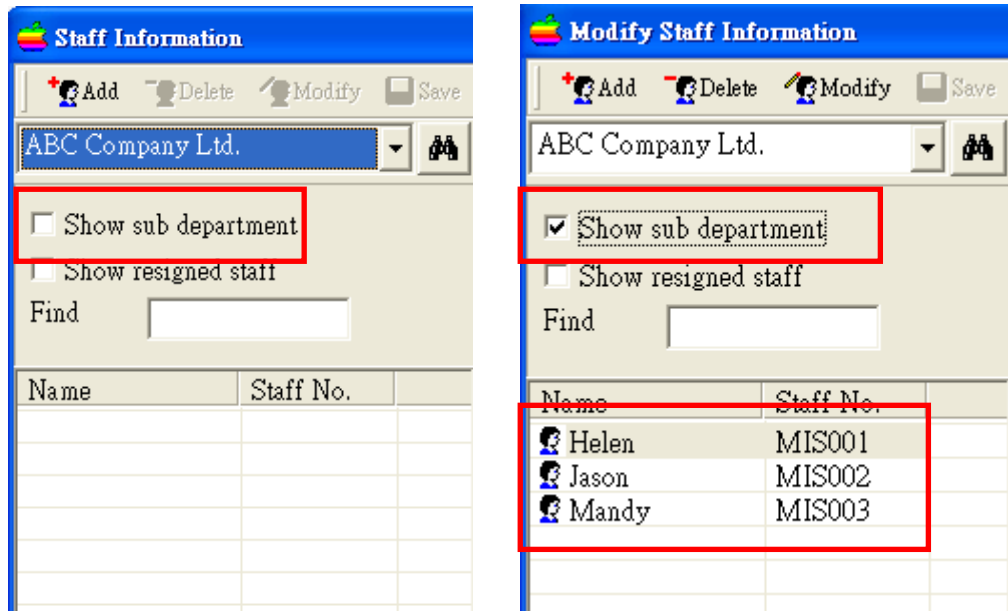 Staff Information
Add Delete Modify Save
ABC Company Ltd.
Show sub department
Show resigned staff
Find
Name Staff No.
Modify Staff Information
Add Delete Modify Save
ABC Company Ltd.
Show sub department
Show resigned staff
Find
Name Staff No.
Helen MIS001
Jason MIS002
Mandy MIS003